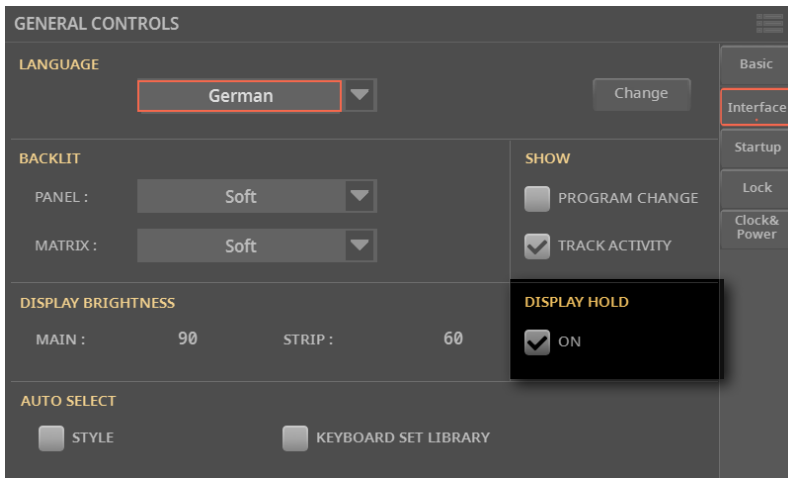 GENERAL CONTROLS
LANGUAGE
German
Change
BACKLIT
PANEL :
Soft
MATRIX :
Soft
SHOW
PROGRAM CHANGE
TRACK ACTIVITY
DISPLAY BRIGHTNESS
MAIN :
90
STRIP :
60
DISPLAY HOLD
ON
AUTO SELECT
STYLE
KEYBOARD SET LIBRARY
Basic
Interface
Startup
Lock
Clock&
Power